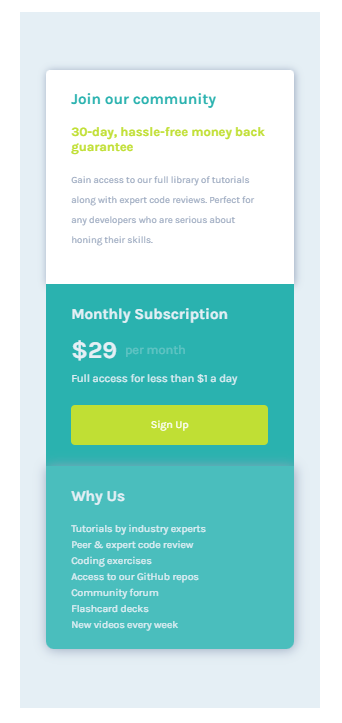 Join our community
30-day, hassle-free money back
guarantee
Gain access to our full library of tutorials
along with expert code reviews. Perfect for
any developers who are serious about
honing their skills.
Monthly Subscription
$29 per month
Full access for less than $1 a day
Sign Up
Why Us
Tutorials by industry experts
Peer & expert code review
Coding exercises
Access to our GitHub repos
Community forum
Flashcard decks
New videos every week